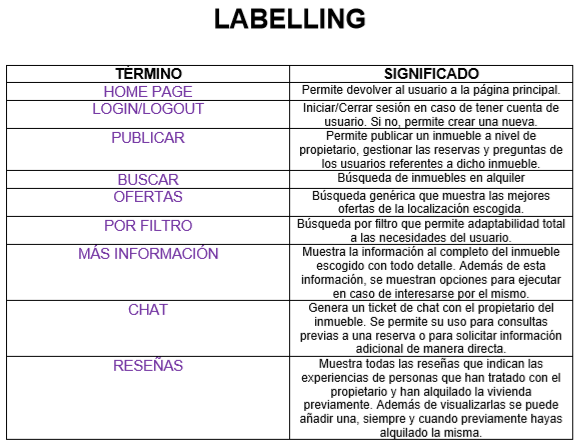 LABELLING
TÉRMINO SIGNIFICADO
HOME PAGE Permite devolver al usuario a la página principal.
LOGIN/LOGOUT Iniciar/Cerrar sesión en caso de tener cuenta de
usuario. Si no, permite crear una nueva.
PUBLICAR Permite publicar un inmueble a nivel de
propietario, gestionar las reservas y preguntas de
los usuarios referentes a dicho inmueble.
BUSCAR Búsqueda de inmuebles en alquiler
OFERTAS Búsqueda genérica que muestra las mejores
ofertas de la localización escogida.
POR FILTRO Búsqueda por filtro que permite adaptabilidad total
a las necesidades del usuario.
MÁS INFORMACIÓN Muestra la información al completo del inmueble
escogido con todo detalle. Además de esta
información, se muestran opciones para ejecutar
en caso de interesarse por el mismo.
CHAT Genera un ticket de chat con el propietario del
inmueble. Se permite su uso para consultas
previas a una reserva o para solicitar información
adicional de manera directa.
RESEÑAS Muestra todas las reseñas que indican las
experiencias de personas que han tratado con el
propietario y han alquilado la vivienda
previamente. Además de visualizarlas se puede
añadir una, siempre y cuando previamente hayas
alquilado la misma.